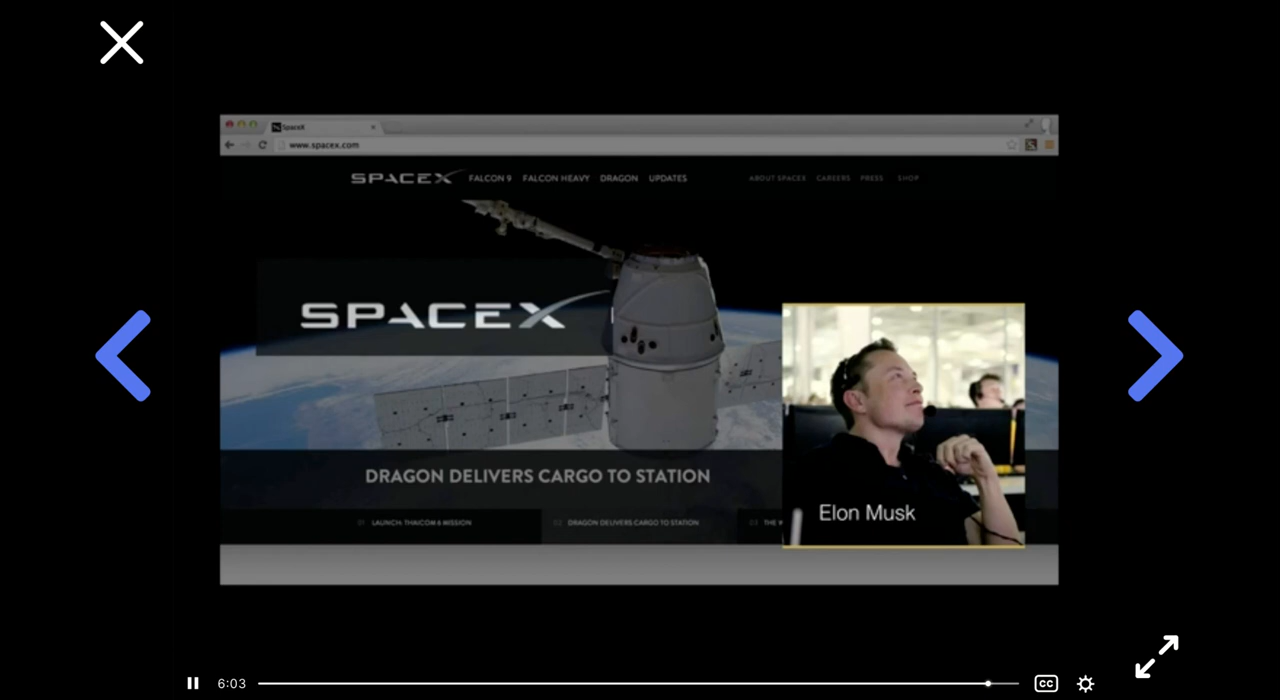 SpaceX
www.spacex.com
SPACEX FALCON 9 FALCON HEAVY DRAGON UPDATES ABOUT SPACEX CAREERS PRESS SHOP
SPACEX
DRAGON DELIVERS CARGO TO STATION
LAUNCH: THAICOM 6 MISSION DRAGON DELIVERS CARGO TO STATION THE
Elon Musk
6:03 CC